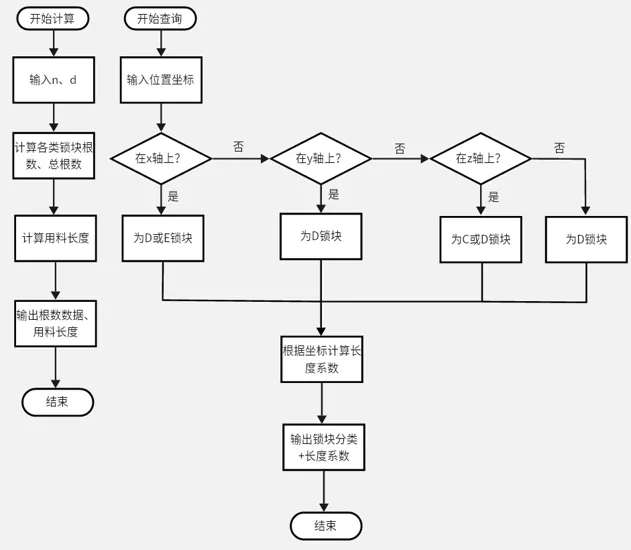 开始计算
输入n、d
计算各类锁块根
数、总根数
计算用料长度
输出根数数据、
用料长度
结束
开始查询
输入位置坐标
在x轴上？
否
在y轴上？
否
在z轴上？
否
是
是
是
为D或E锁块
为D锁块
为C或D锁块
为D锁块
根据坐标计算长
度系数
输出锁块分类
+长度系数
结束